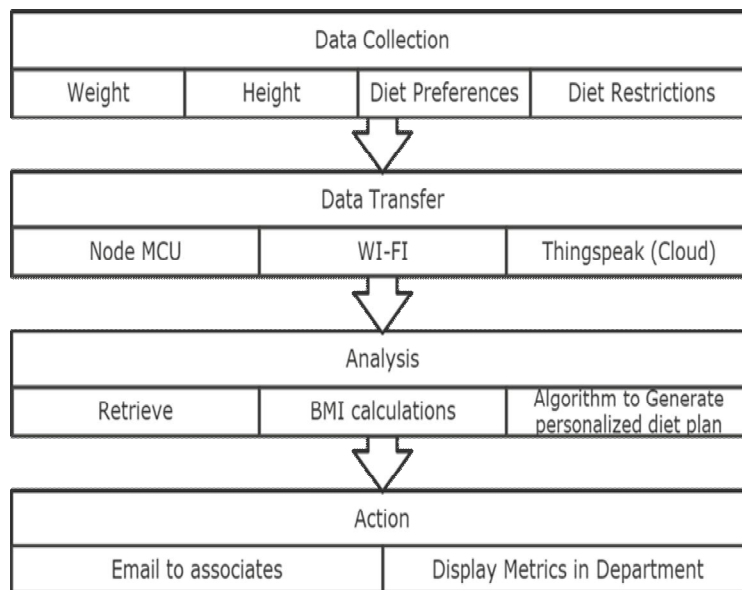 Data Collection
Weight Height Diet Preferences Diet Restrictions
Data Transfer
Node MCU WI-FI Thingspeak (Cloud)
Analysis
Retrieve BMI calculations Algorithm to Generate
personalized diet plan
Action
Email to associates Display Metrics in Department